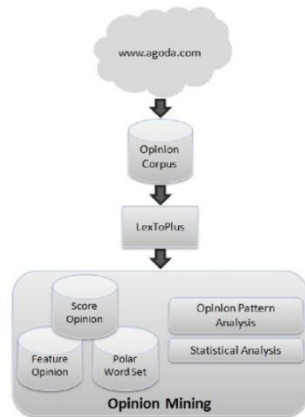 www.agoda.com
Opinion
Corpus
LexToPlus
Score
Opinion
Feature
Opinion
Polar
Word Set
Opinion Pattern
Analysis
Statistical Analysis
Opinion Mining